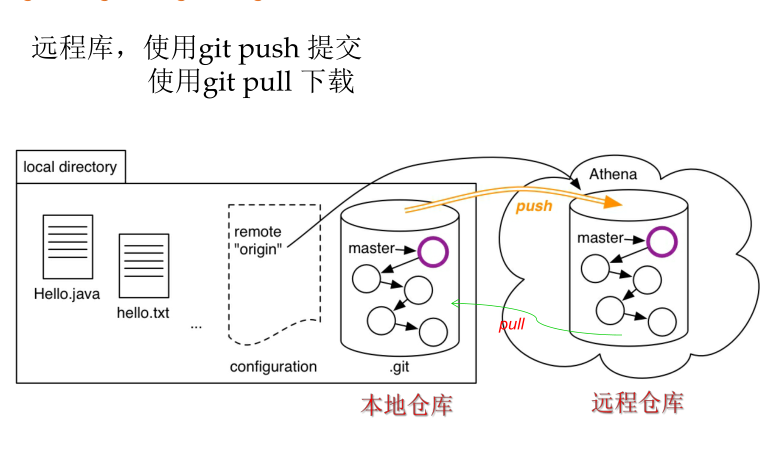 远程库，使用git push 提交
使用git pull 下载
local directory
Athena
push
remote
"origin"
master
master
Hello.java
hello.txt
...
pull
configuration
.git
本地仓库
远程仓库